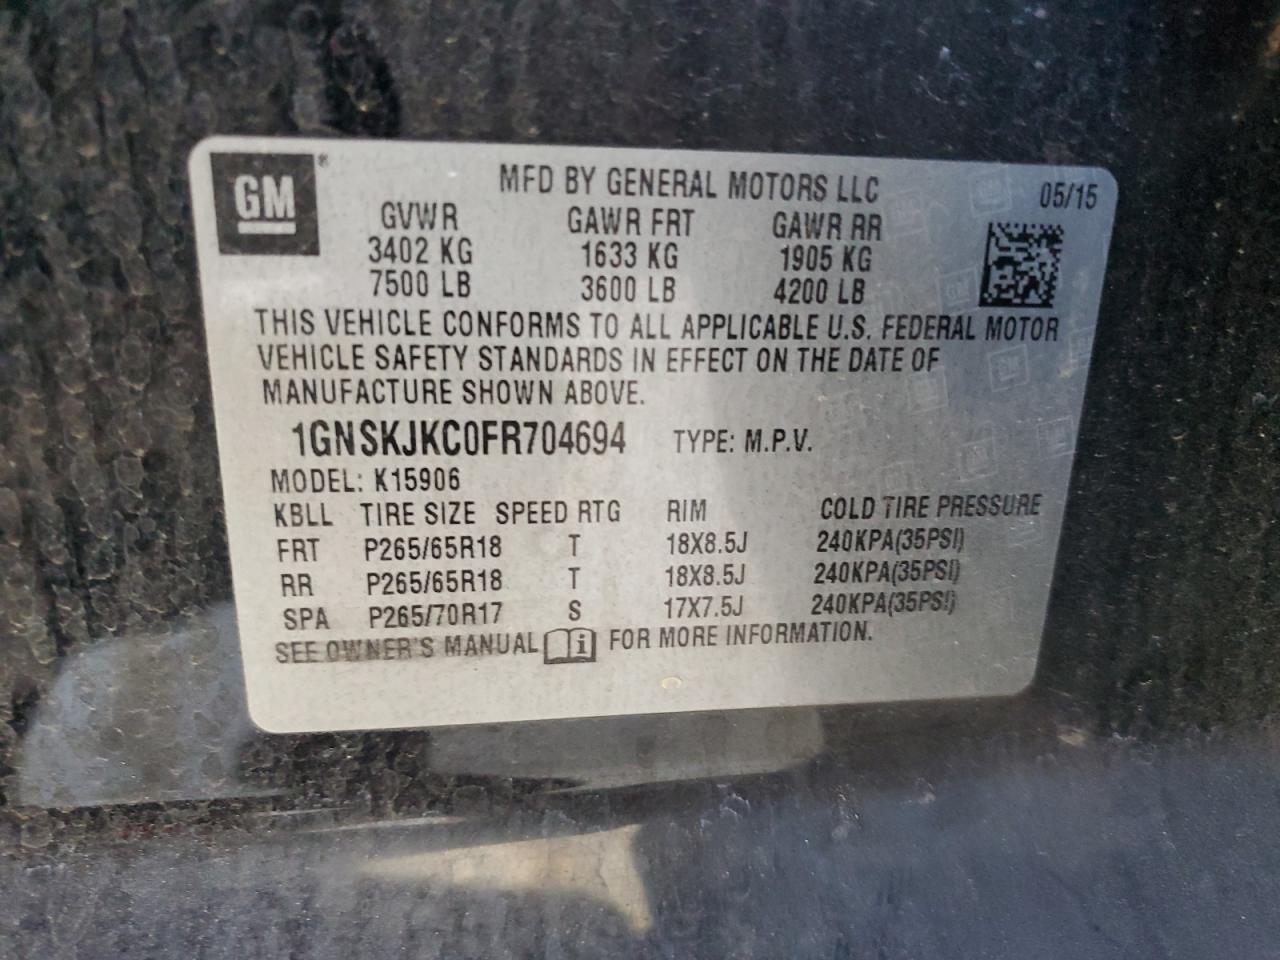 GM®
MFD BY GENERAL MOTORS LLC 05/15
GVWR GAWR FRT GAWR RR
3402 KG 1633 KG 1905 KG
7500 LB 3600 LB 4200 LB
THIS VEHICLE CONFORMS TO ALL APPLICABLE U.S. FEDERAL MOTOR
VEHICLE SAFETY STANDARDS IN EFFECT ON THE DATE OF
MANUFACTURE SHOWN ABOVE.
1GNSKJKC0FR704694 TYPE: M.P.V.
MODEL: K15906
KBLL TIRE SIZE SPEED RTG RIM COLD TIRE PRESSURE
FRT P265/65R18 T 18X8.5J 240KPA(35PSI)
RR P265/65R18 T 18X8.5J 240KPA(35PSI)
SPA P265/70R17 S 17X7.5J 240KPA(35PSI)
SEE OWNER'S MANUAL i FOR MORE INFORMATION.